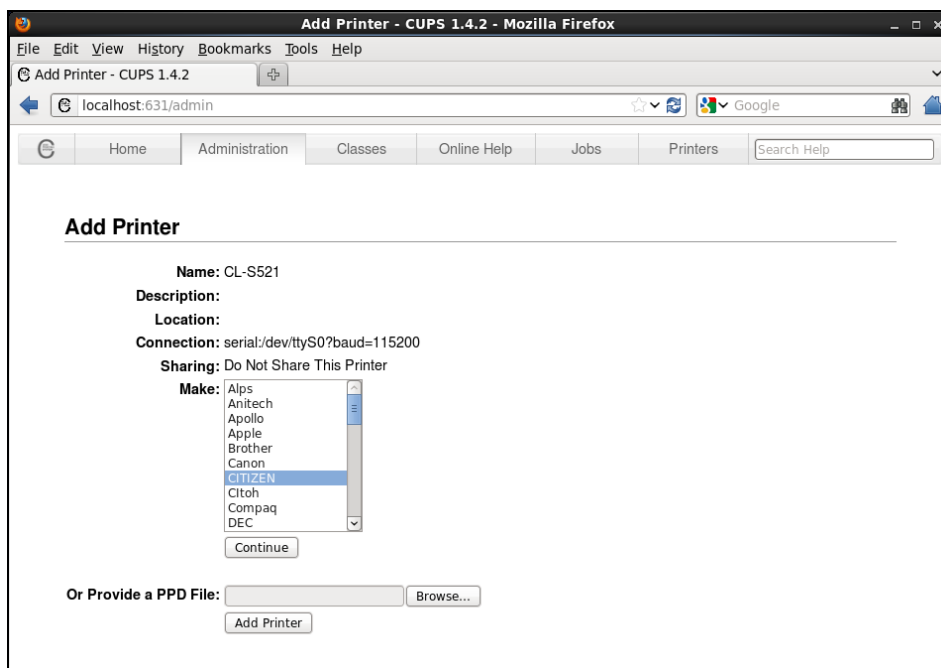 Add Printer - CUPS 1.4.2 - Mozilla Firefox
File Edit View History Bookmarks Tools Help
Add Printer - CUPS 1.4.2
localhost:631/admin Google
Home Administration Classes Online Help Jobs Printers Search Help
Add Printer
Name: CL-S521
Description:
Location:
Connection: serial:/dev/ttyS0?baud=115200
Sharing: Do Not Share This Printer
Make: Alps
Anitech
Apollo
Apple
Brother
Canon
CITIZEN
CItoh
Compaq
DEC
Continue
Or Provide a PPD File: Browse...
Add Printer